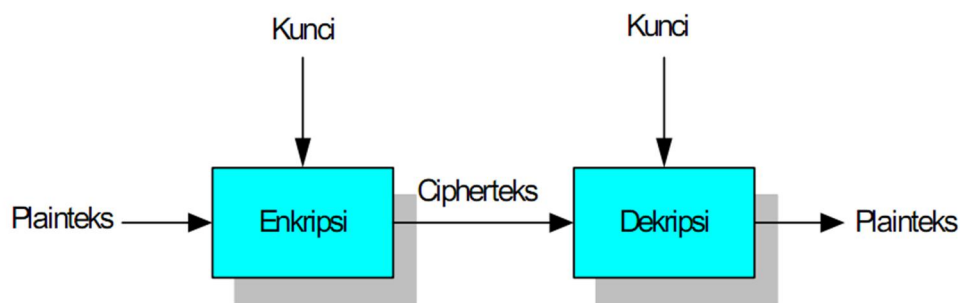 Kunci
Kunci
Plainteks
Enkripsi
Cipherteks
Dekripsi
Plainteks